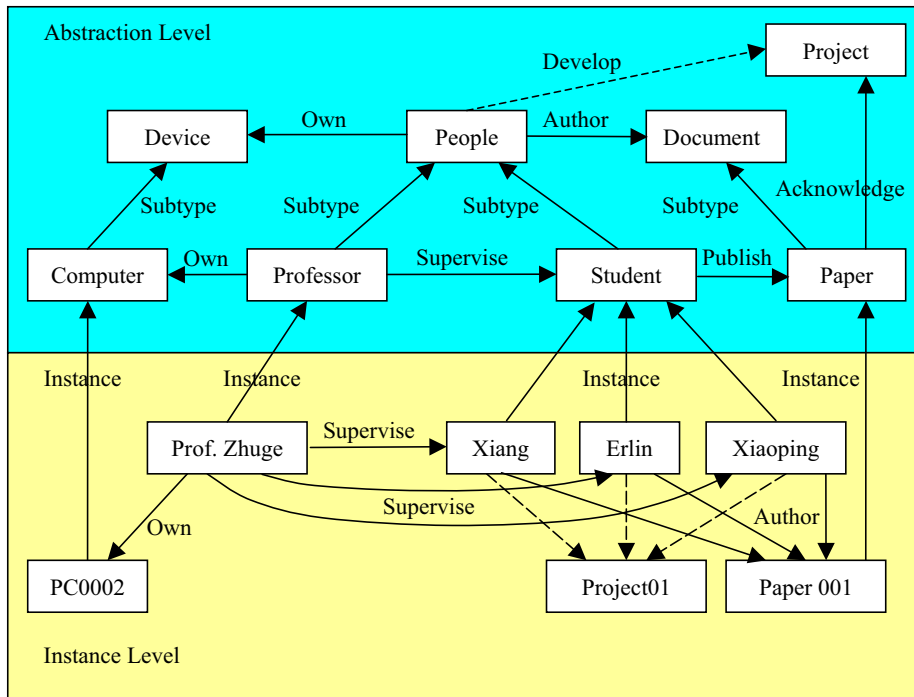 Abstraction Level
Project
Develop
Own
Author
Device
People
Document
Subtype
Subtype
Subtype
Subtype
Acknowledge
Own
Supervise
Publish
Computer
Professor
Student
Paper
Instance
Instance
Instance
Instance
Supervise
Prof. Zhuge
Xiang
Erlin
Xiaoping
Own
Supervise
Author
PC0002
Project01
Paper 001
Instance Level